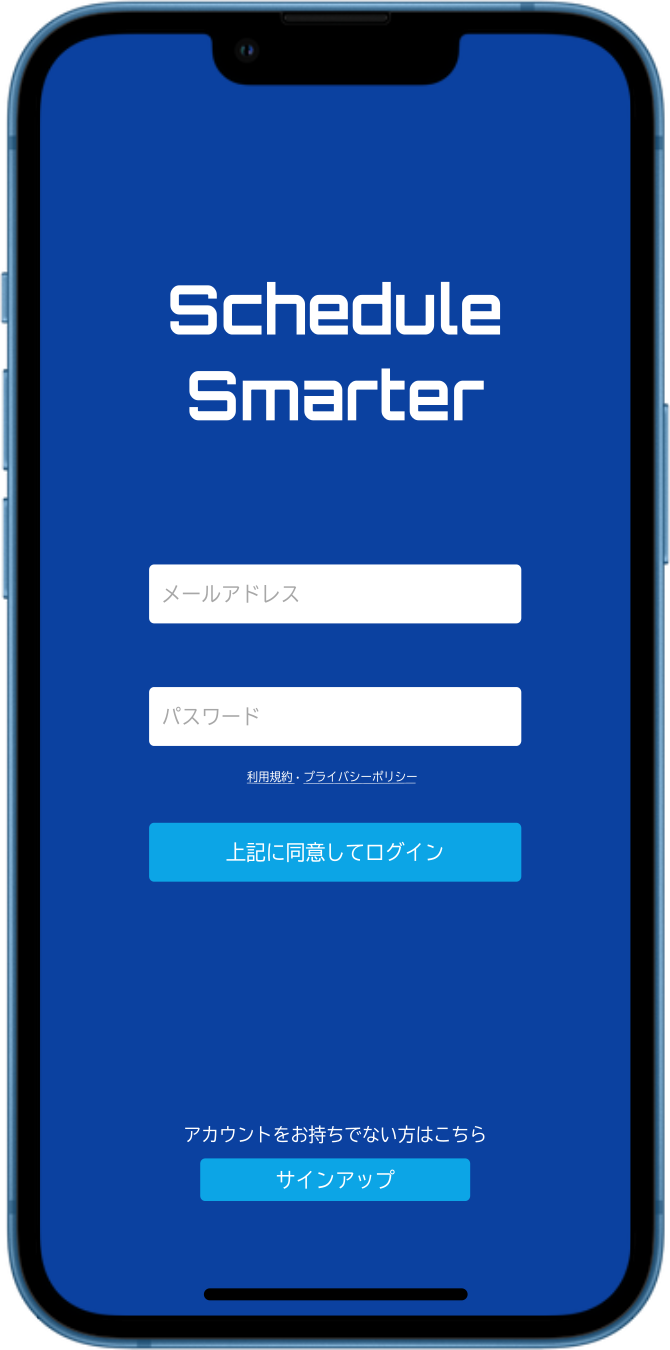 Schedule
Smarter
メールアドレス
パスワード
利用規約・プライバシーポリシー
上記に同意してログイン
アカウントをお持ちでない方はこちら
サインアップ